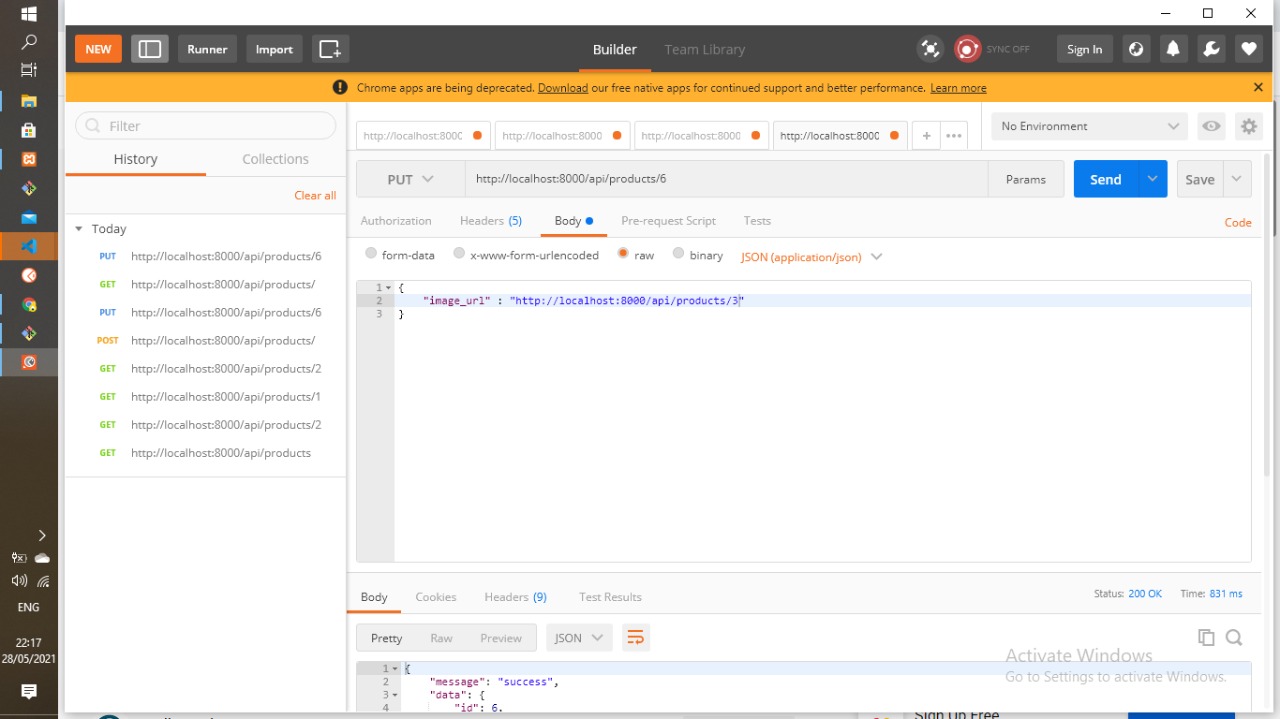 NEW
Runner
Import
Builder
Team Library
SYNC OFF
Sign In
Chrome apps are being deprecated. Download our free native apps for continued support and better performance. Learn more
Filter
History
Collections
Clear all
Today
PUT http://localhost:8000/api/products/6
GET http://localhost:8000/api/products/
PUT http://localhost:8000/api/products/6
POST http://localhost:8000/api/products/
GET http://localhost:8000/api/products/2
GET http://localhost:8000/api/products/1
GET http://localhost:8000/api/products/2
GET http://localhost:8000/api/products
http://localhost:800(
http://localhost:8000
http://localhost:800(
http://localhost:800(
No Environment
PUT
http://localhost:8000/api/products/6
Params
Send
Save
Authorization
Headers (5)
Body
Pre-request Script
Tests
Code
form-data
x-www-form-urlencoded
raw
binary
JSON (application/json)
1 {
2 "image_url" : "http://localhost:8000/api/products/3"
3 }
Body
Cookies
Headers (9)
Test Results
Status: 200 OK
Time: 831 ms
Pretty
Raw
Preview
JSON
1 {
2 "message": "success",
3 "data": {
4 "id": 6,
Activate Windows
Go to Settings to activate Windows.
Sign Up Free
ENG
22:17
28/05/2021